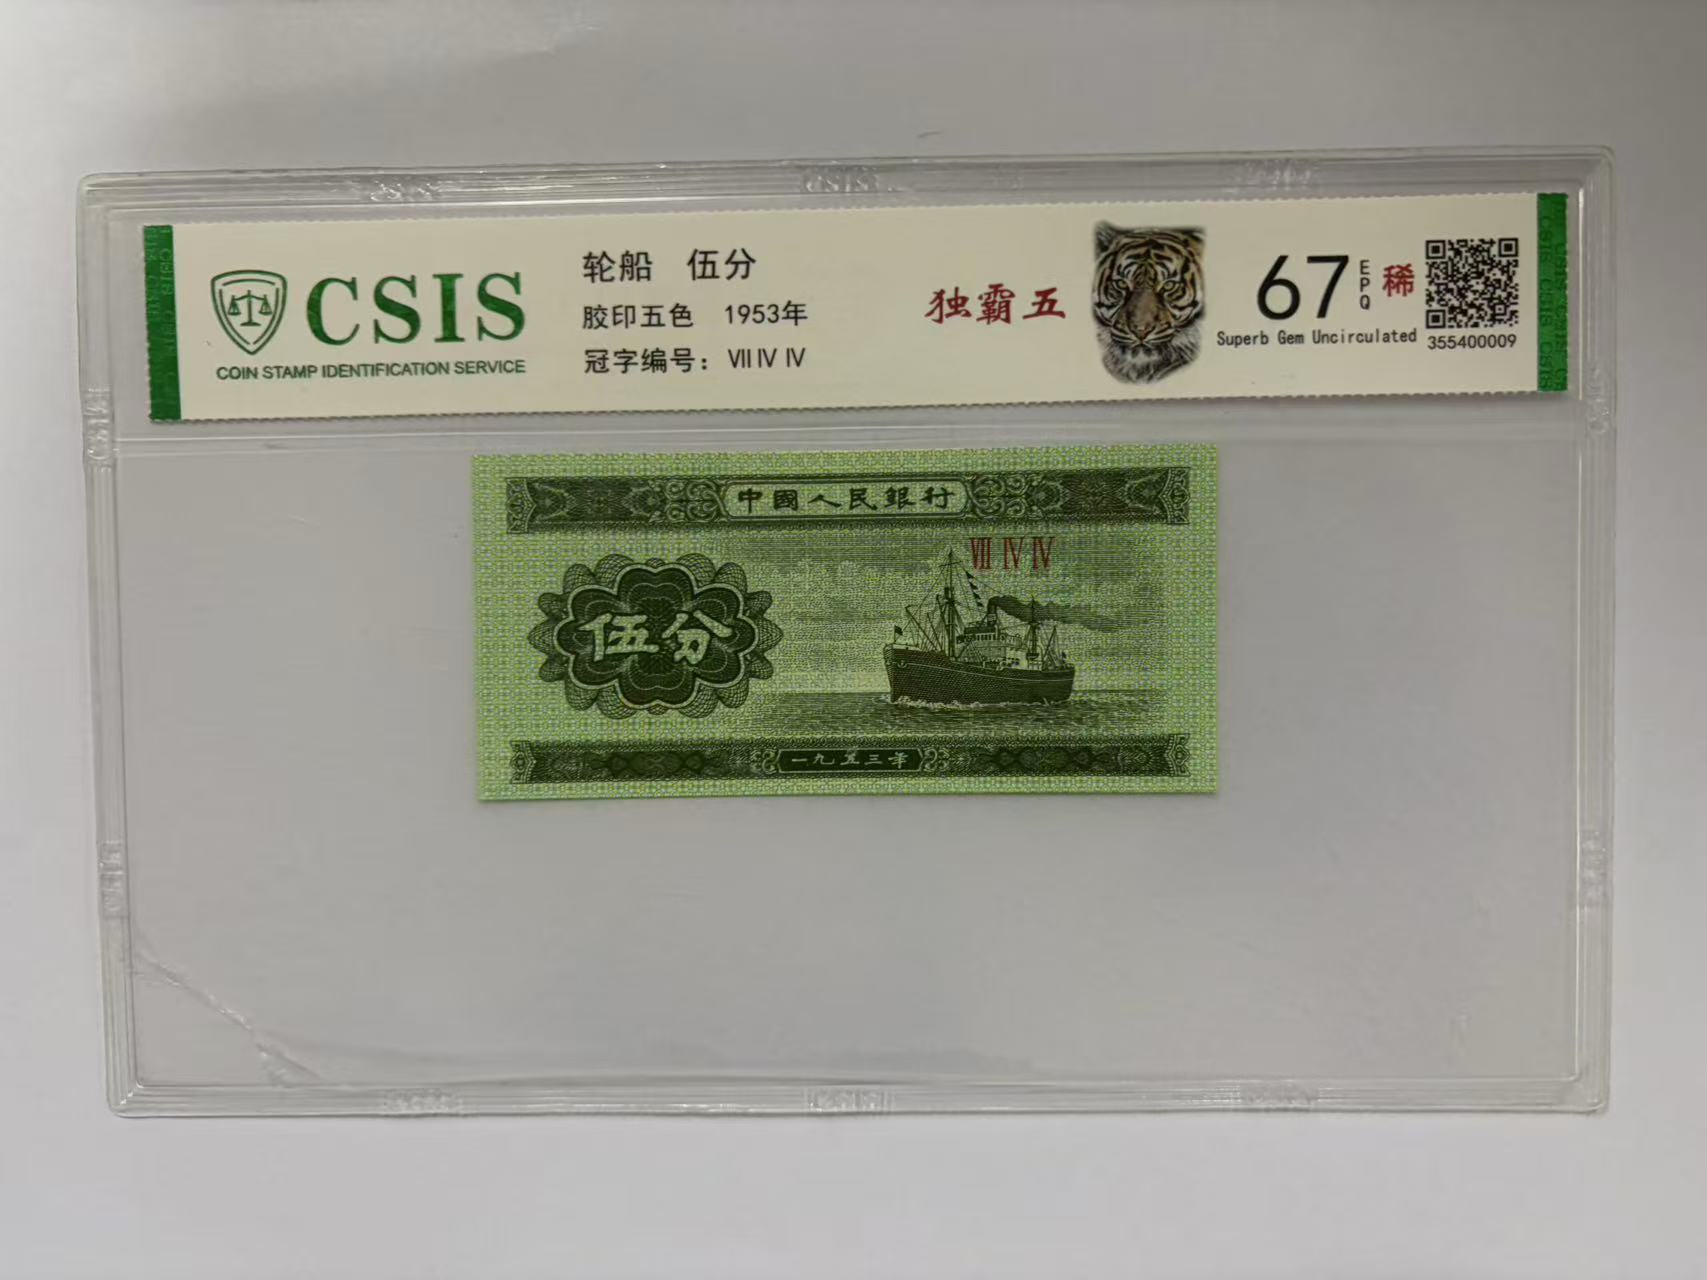 CSIS
COIN STAMP IDENTIFICATION SERVICE
轮船 伍分
胶印五色 1953年
冠字编号：Ⅶ Ⅳ Ⅳ
独霸五
67
EPQ
稀
Superb Gem Uncirculated
355400009
中國人民銀行
Ⅶ Ⅳ Ⅳ
伍分
一九五三年